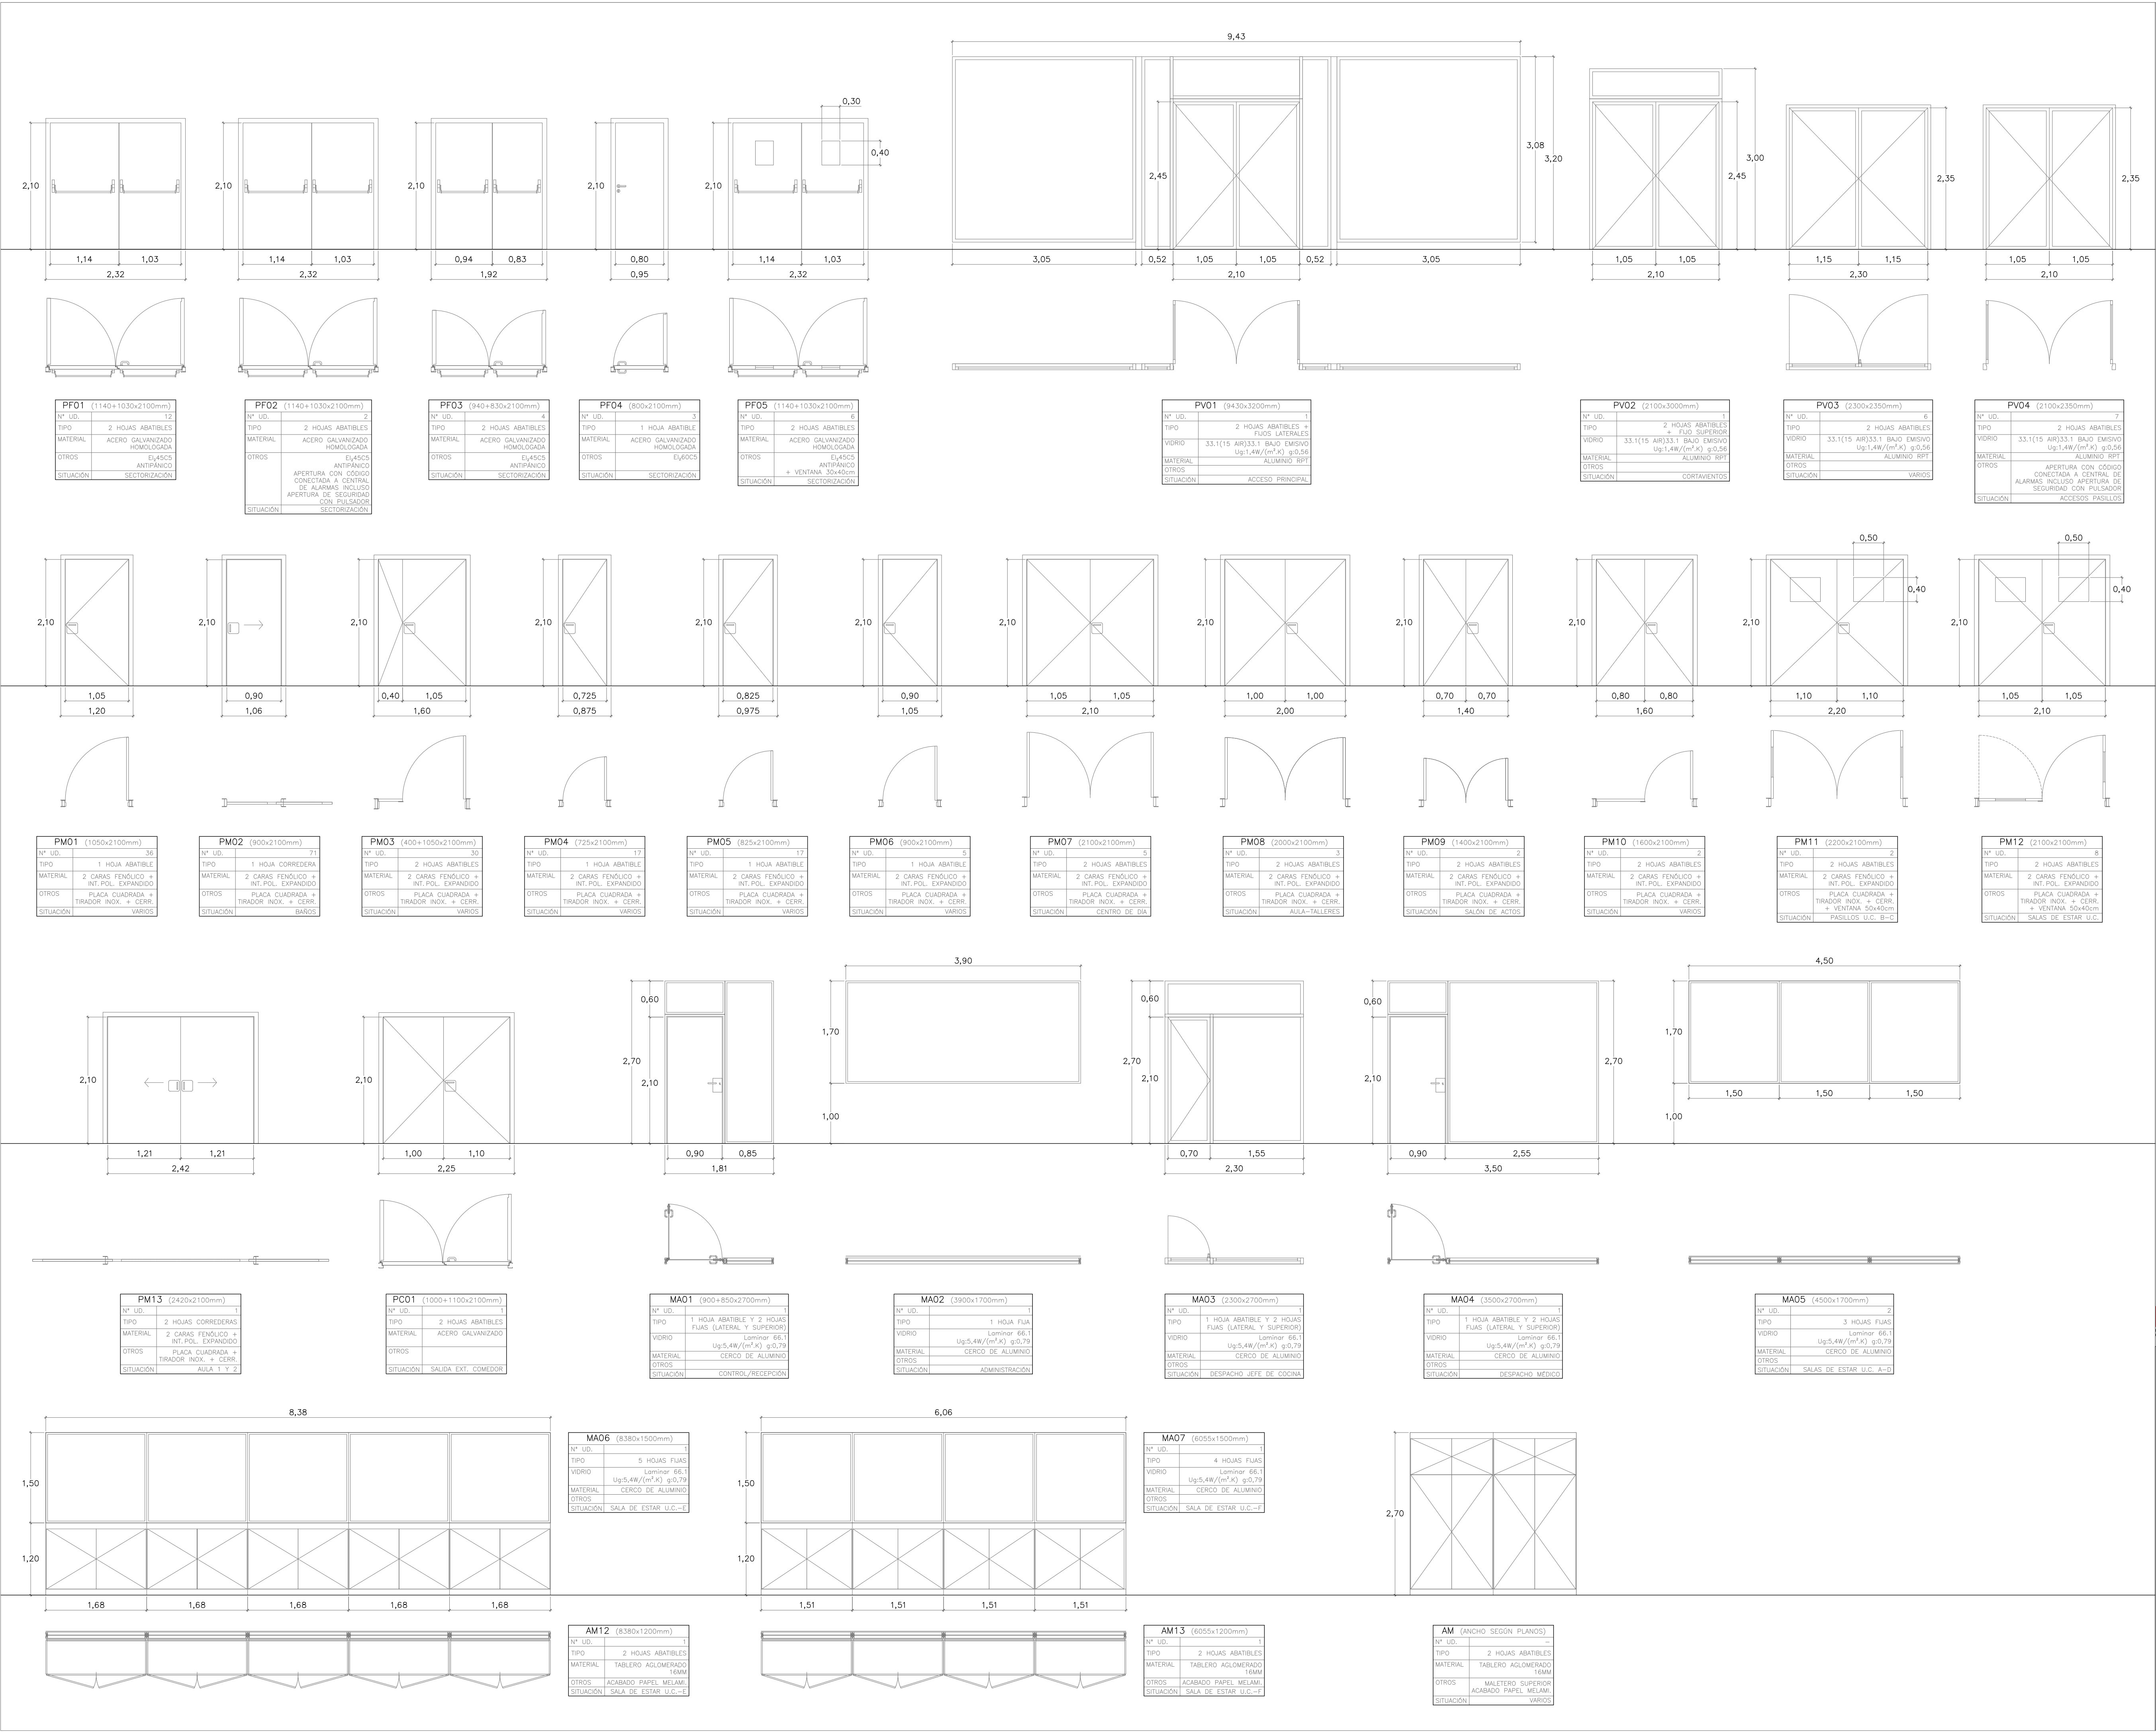 9,43
0,30
0,40
2,10
2,10
2,10
2,10
2,10
2,45
3,08
3,20
3,00
2,45
2,35
2,35
1,14 1,03
2,32
1,14 1,03
2,32
0,94 0,83
1,92
0,80
0,95
1,14 1,03
2,32
3,05 0,52 1,05 1,05 0,52 3,05
2,10
1,05 1,05
2,10
1,15 1,15
2,30
1,05 1,05
2,10
PF01 (1140+1030x2100mm)
Nº UD. 12
TIPO 2 HOJAS ABATIBLES
MATERIAL ACERO GALVANIZADO
HOMOLOGADA
OTROS EI₂45C5
ANTIPÁNICO
SITUACIÓN SECTORIZACIÓN
PF02 (1140+1030x2100mm)
Nº UD. 2
TIPO 2 HOJAS ABATIBLES
MATERIAL ACERO GALVANIZADO
HOMOLOGADA
OTROS EI₂45C5
ANTIPÁNICO
APERTURA CON CÓDIGO
CONECTADA A CENTRAL
DE ALARMAS INCLUSO
APERTURA DE SEGURIDAD
CON PULSADOR
SITUACIÓN SECTORIZACIÓN
PF03 (940+830x2100mm)
Nº UD. 4
TIPO 2 HOJAS ABATIBLES
MATERIAL ACERO GALVANIZADO
HOMOLOGADA
OTROS EI₂45C5
ANTIPÁNICO
SITUACIÓN SECTORIZACIÓN
PF04 (800x2100mm)
Nº UD. 3
TIPO 1 HOJA ABATIBLE
MATERIAL ACERO GALVANIZADO
HOMOLOGADA
OTROS EI₂60C5
SITUACIÓN SECTORIZACIÓN
PF05 (1140+1030x2100mm)
Nº UD. 6
TIPO 2 HOJAS ABATIBLES
MATERIAL ACERO GALVANIZADO
HOMOLOGADA
OTROS EI₂45C5
ANTIPÁNICO
+ VENTANA 30x40cm
SITUACIÓN SECTORIZACIÓN
PV01 (9430x3200mm)
Nº UD. 1
TIPO 2 HOJAS ABATIBLES +
FIJOS LATERALES
VIDRIO 33.1(15 AIR)33.1 BAJO EMISIVO
Ug:1,4W/(m².K) g:0,56
MATERIAL ALUMINIO RPT
OTROS
SITUACIÓN ACCESO PRINCIPAL
PV02 (2100x3000mm)
Nº UD. 1
TIPO 2 HOJAS ABATIBLES
+ FIJO SUPERIOR
VIDRIO 33.1(15 AIR)33.1 BAJO EMISIVO
Ug:1,4W/(m².K) g:0,56
MATERIAL ALUMINIO RPT
OTROS
SITUACIÓN CORTAVIENTOS
PV03 (2300x2350mm)
Nº UD. 6
TIPO 2 HOJAS ABATIBLES
VIDRIO 33.1(15 AIR)33.1 BAJO EMISIVO
Ug:1,4W/(m².K) g:0,56
MATERIAL ALUMINIO RPT
OTROS
SITUACIÓN VARIOS
PV04 (2100x2350mm)
Nº UD. 7
TIPO 2 HOJAS ABATIBLES
VIDRIO 33.1(15 AIR)33.1 BAJO EMISIVO
Ug:1,4W/(m².K) g:0,56
MATERIAL ALUMINIO RPT
OTROS APERTURA CON CÓDIGO
CONECTADA A CENTRAL DE
ALARMAS INCLUSO APERTURA DE
SEGURIDAD CON PULSADOR
SITUACIÓN ACCESOS PASILLOS
0,50
0,40
0,50
0,40
2,10
2,10
2,10
2,10
2,10
2,10
2,10
2,10
2,10
2,10
2,10
2,10
1,05
1,20
0,90
1,06
0,40 1,05
1,60
0,725
0,875
0,825
0,975
0,90
1,05
1,05 1,05
2,10
1,00 1,00
2,00
0,70 0,70
1,40
0,80 0,80
1,60
1,10 1,10
2,20
1,05 1,05
2,10
PM01 (1050x2100mm)
Nº UD. 36
TIPO 1 HOJA ABATIBLE
MATERIAL 2 CARAS FENÓLICO +
INT. POL. EXPANDIDO
OTROS PLACA CUADRADA +
TIRADOR INOX. + CERR.
SITUACIÓN VARIOS
PM02 (900x2100mm)
Nº UD. 71
TIPO 1 HOJA CORREDERA
MATERIAL 2 CARAS FENÓLICO +
INT. POL. EXPANDIDO
OTROS PLACA CUADRADA +
TIRADOR INOX. + CERR.
SITUACIÓN BAÑOS
PM03 (400+1050x2100mm)
Nº UD. 30
TIPO 2 HOJAS ABATIBLES
MATERIAL 2 CARAS FENÓLICO +
INT. POL. EXPANDIDO
OTROS PLACA CUADRADA +
TIRADOR INOX. + CERR.
SITUACIÓN VARIOS
PM04 (725x2100mm)
Nº UD. 17
TIPO 1 HOJA ABATIBLE
MATERIAL 2 CARAS FENÓLICO +
INT. POL. EXPANDIDO
OTROS PLACA CUADRADA +
TIRADOR INOX. + CERR.
SITUACIÓN VARIOS
PM05 (825x2100mm)
Nº UD. 17
TIPO 1 HOJA ABATIBLE
MATERIAL 2 CARAS FENÓLICO +
INT. POL. EXPANDIDO
OTROS PLACA CUADRADA +
TIRADOR INOX. + CERR.
SITUACIÓN VARIOS
PM06 (900x2100mm)
Nº UD. 5
TIPO 1 HOJA ABATIBLE
MATERIAL 2 CARAS FENÓLICO +
INT. POL. EXPANDIDO
OTROS PLACA CUADRADA +
TIRADOR INOX. + CERR.
SITUACIÓN VARIOS
PM07 (2100x2100mm)
Nº UD. 5
TIPO 2 HOJAS ABATIBLES
MATERIAL 2 CARAS FENÓLICO +
INT. POL. EXPANDIDO
OTROS PLACA CUADRADA +
TIRADOR INOX. + CERR.
SITUACIÓN CENTRO DE DIA
PM08 (2000x2100mm)
Nº UD. 3
TIPO 2 HOJAS ABATIBLES
MATERIAL 2 CARAS FENÓLICO +
INT. POL. EXPANDIDO
OTROS PLACA CUADRADA +
TIRADOR INOX. + CERR.
SITUACIÓN AULA-TALLERES
PM09 (1400x2100mm)
Nº UD. 2
TIPO 2 HOJAS ABATIBLES
MATERIAL 2 CARAS FENÓLICO +
INT. POL. EXPANDIDO
OTROS PLACA CUADRADA +
TIRADOR INOX. + CERR.
SITUACIÓN SALÓN DE ACTOS
PM10 (1600x2100mm)
Nº UD. 2
TIPO 2 HOJAS ABATIBLES
MATERIAL 2 CARAS FENÓLICO +
INT. POL. EXPANDIDO
OTROS PLACA CUADRADA +
TIRADOR INOX. + CERR.
SITUACIÓN VARIOS
PM11 (2200x2100mm)
Nº UD. 2
TIPO 2 HOJAS ABATIBLES
MATERIAL 2 CARAS FENÓLICO +
INT. POL. EXPANDIDO
OTROS PLACA CUADRADA +
TIRADOR INOX. + CERR.
+ VENTANA 50x40cm
SITUACIÓN PASILLOS U.C. B-C
PM12 (2100x2100mm)
Nº UD. 8
TIPO 2 HOJAS ABATIBLES
MATERIAL 2 CARAS FENÓLICO +
INT. POL. EXPANDIDO
OTROS PLACA CUADRADA +
TIRADOR INOX. + CERR.
+ VENTANA 50x40cm
SITUACIÓN SALAS DE ESTAR U.C.
3,90
4,50
2,10
2,10
0,60
2,70
2,10
1,70
1,00
0,60
2,70
2,10
0,60
2,10
2,70
1,70
1,00
1,50 1,50 1,50
1,21 1,21
2,42
1,00 1,10
2,25
0,90 0,85
1,81
0,70 1,55
2,30
0,90 2,55
3,50
PM13 (2420x2100mm)
Nº UD. 1
TIPO 2 HOJAS CORREDERAS
MATERIAL 2 CARAS FENÓLICO +
INT. POL. EXPANDIDO
OTROS PLACA CUADRADA +
TIRADOR INOX. + CERR.
SITUACIÓN AULA 1 Y 2
PC01 (1000+1100x2100mm)
Nº UD. 1
TIPO 2 HOJAS ABATIBLES
MATERIAL ACERO GALVANIZADO
OTROS
SITUACIÓN SALIDA EXT. COMEDOR
MA01 (900+850x2700mm)
Nº UD. 1
TIPO 1 HOJA ABATIBLE Y 2 HOJAS
FIJAS (LATERAL Y SUPERIOR)
VIDRIO Laminar 66.1
Ug:5,4W/(m².K) g:0,79
MATERIAL CERCO DE ALUMINIO
OTROS
SITUACIÓN CONTROL/RECEPCIÓN
MA02 (3900x1700mm)
Nº UD. 1
TIPO 1 HOJA FIJA
VIDRIO Laminar 66.1
Ug:5,4W/(m².K) g:0,79
MATERIAL CERCO DE ALUMINIO
OTROS
SITUACIÓN ADMINISTRACIÓN
MA03 (2300x2700mm)
Nº UD. 1
TIPO 1 HOJA ABATIBLE Y 2 HOJAS
FIJAS (LATERAL Y SUPERIOR)
VIDRIO Laminar 66.1
Ug:5,4W/(m².K) g:0,79
MATERIAL CERCO DE ALUMINIO
OTROS
SITUACIÓN DESPACHO JEFE DE COCINA
MA04 (3500x2700mm)
Nº UD. 1
TIPO 1 HOJA ABATIBLE Y 2 HOJAS
FIJAS (LATERAL Y SUPERIOR)
VIDRIO Laminar 66.1
Ug:5,4W/(m².K) g:0,79
MATERIAL CERCO DE ALUMINIO
OTROS
SITUACIÓN DESPACHO MÉDICO
MA05 (4500x1700mm)
Nº UD. 2
TIPO 3 HOJAS FIJAS
VIDRIO Laminar 66.1
Ug:5,4W/(m².K) g:0,79
MATERIAL CERCO DE ALUMINIO
OTROS
SITUACIÓN SALAS DE ESTAR U.C. A-D
8,38
1,50
1,20
1,68 1,68 1,68 1,68 1,68
MA06 (8380x1500mm)
Nº UD. 1
TIPO 5 HOJAS FIJAS
VIDRIO Laminar 66.1
Ug:5,4W/(m².K) g:0,79
MATERIAL CERCO DE ALUMINIO
OTROS
SITUACIÓN SALA DE ESTAR U.C.-E
AM12 (8380x1200mm)
Nº UD. 1
TIPO 2 HOJAS ABATIBLES
MATERIAL TABLERO AGLOMERADO
16MM
OTROS ACABADO PAPEL MELAMI.
SITUACIÓN SALA DE ESTAR U.C.-E
6,06
1,50
1,20
1,51 1,51 1,51 1,51
MA07 (6055x1500mm)
Nº UD. 1
TIPO 4 HOJAS FIJAS
VIDRIO Laminar 66.1
Ug:5,4W/(m².K) g:0,79
MATERIAL CERCO DE ALUMINIO
OTROS
SITUACIÓN SALA DE ESTAR U.C.-F
AM13 (6055x1200mm)
Nº UD. 1
TIPO 2 HOJAS ABATIBLES
MATERIAL TABLERO AGLOMERADO
16MM
OTROS ACABADO PAPEL MELAMI.
SITUACIÓN SALA DE ESTAR U.C.-F
2,70
AM (ANCHO SEGÚN PLANOS)
Nº UD. -
TIPO 2 HOJAS ABATIBLES
MATERIAL TABLERO AGLOMERADO
16MM
OTROS MALETERO SUPERIOR
ACABADO PAPEL MELAMI.
SITUACIÓN VARIOS